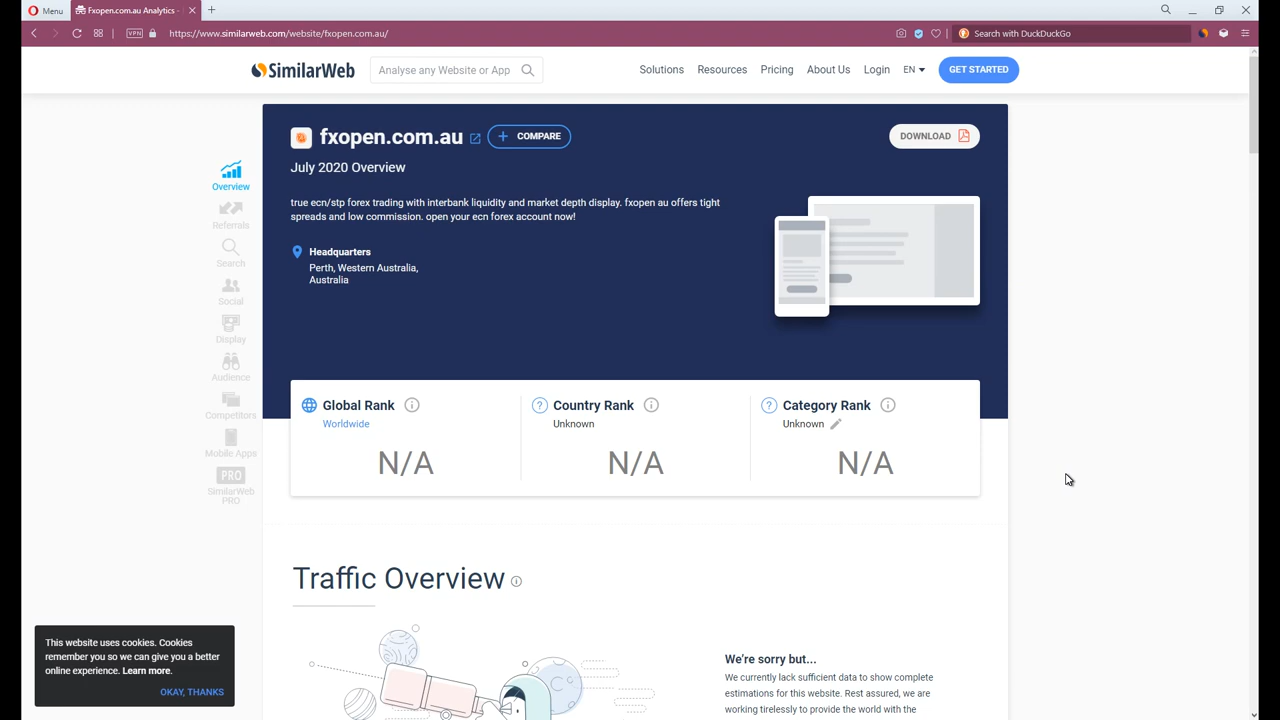 Menu
Fxopen.com.au Analytics -
VPN
https://www.similarweb.com/website/fxopen.com.au/
Search with DuckDuckGo
SimilarWeb
Analyse any Website or App
Solutions
Resources
Pricing
About Us
Login
EN
GET STARTED
fxopen.com.au
COMPARE
DOWNLOAD
July 2020 Overview
true ecn/stp forex trading with interbank liquidity and market depth display. fxopen au offers tight
spreads and low commission. open your ecn forex account now!
Headquarters
Perth, Western Australia,
Australia
Overview
Referrals
Search
Social
Display
Audience
Competitors
Mobile Apps
PRO
SimilarWeb
PRO
Global Rank
Worldwide
N/A
Country Rank
Unknown
N/A
Category Rank
Unknown
N/A
Traffic Overview
We're sorry but...
We currently lack sufficient data to show complete
estimations for this website. Rest assured, we are
working tirelessly to provide the world with the
This website uses cookies. Cookies
remember you so we can give you a better
online experience. Learn more.
OKAY, THANKS